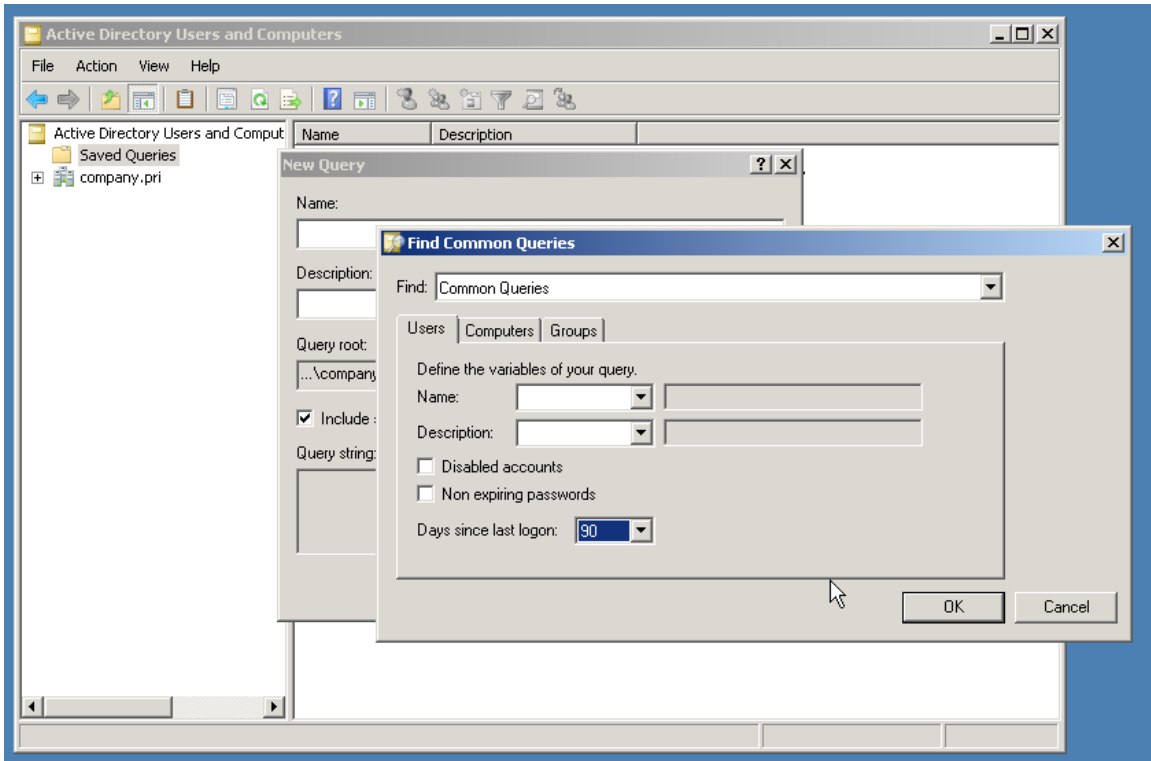 Active Directory Users and Computers
File Action View Help
Active Directory Users and Comput
Saved Queries
company.pri
Name Description
New Query
Name:
Description:
Query root:
...\company
Include
Query string:
Find Common Queries
Find: Common Queries
Users Computers Groups
Define the variables of your query.
Name:
Description:
Disabled accounts
Non expiring passwords
Days since last logon: 90
OK Cancel